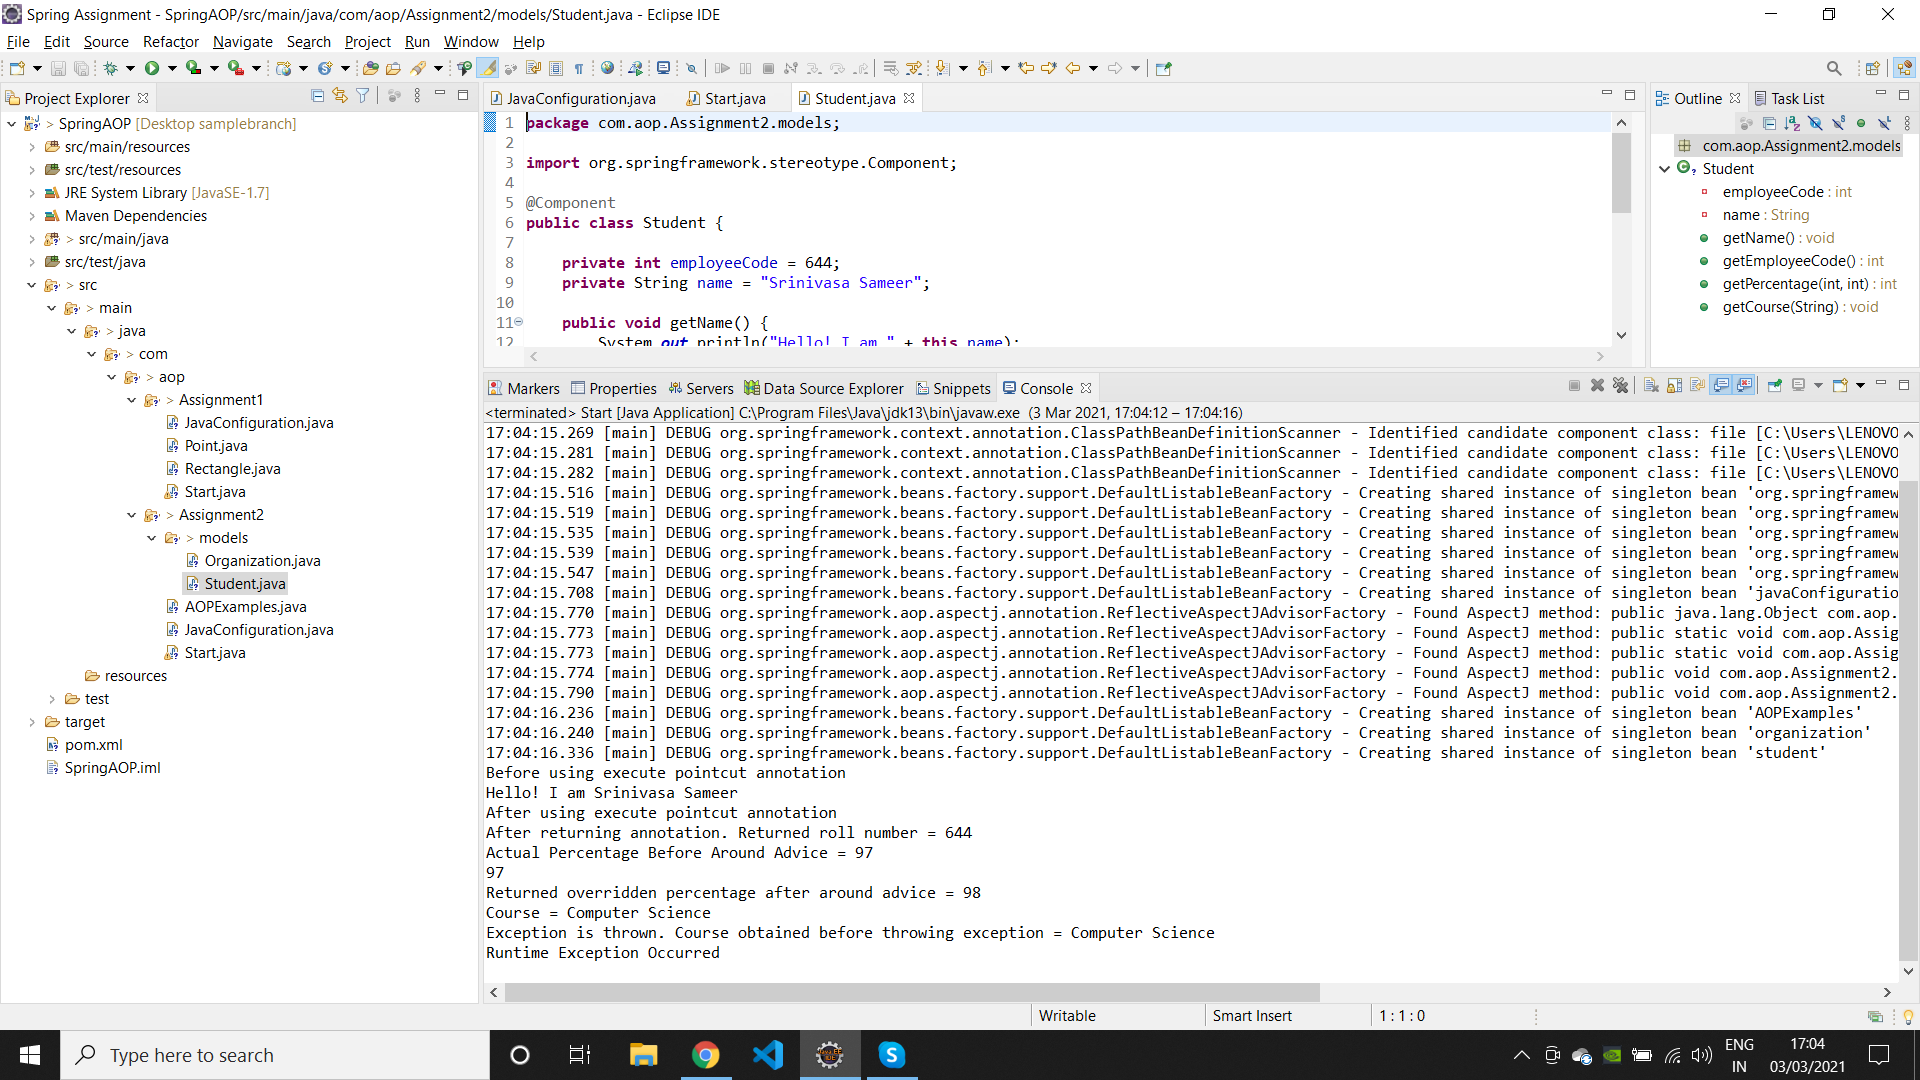 Spring Assignment - SpringAOP/src/main/java/com/aop/Assignment2/models/Student.java - Eclipse IDE
File Edit Source Refactor Navigate Search Project Run Window Help
Project Explorer
SpringAOP [Desktop samplebranch]
src/main/resources
src/test/resources
JRE System Library [JavaSE-1.7]
Maven Dependencies
> src/main/java
src/test/java
> src
> main
> java
> com
> aop
> Assignment1
JavaConfiguration.java
Point.java
Rectangle.java
Start.java
> Assignment2
> models
Organization.java
Student.java
AOPExamples.java
JavaConfiguration.java
Start.java
resources
test
target
pom.xml
SpringAOP.iml
JavaConfiguration.java Start.java Student.java
1 package com.aop.Assignment2.models;
2
3 import org.springframework.stereotype.Component;
4
5 @Component
6 public class Student {
7
8 private int employeeCode = 644;
9 private String name = "Srinivasa Sameer";
10
11 public void getName() {
12 System.out.println("Hello! I am " + this.name);
Outline Task List
com.aop.Assignment2.models
Student
employeeCode : int
name : String
getName() : void
getEmployeeCode() : int
getPercentage(int, int) : int
getCourse(String) : void
Markers Properties Servers Data Source Explorer Snippets Console
<terminated> Start [Java Application] C:\Program Files\Java\jdk13\bin\javaw.exe (3 Mar 2021, 17:04:12 – 17:04:16)
17:04:15.269 [main] DEBUG org.springframework.context.annotation.ClassPathBeanDefinitionScanner - Identified candidate component class: file [C:\Users\LENOVO
17:04:15.281 [main] DEBUG org.springframework.context.annotation.ClassPathBeanDefinitionScanner - Identified candidate component class: file [C:\Users\LENOVO
17:04:15.282 [main] DEBUG org.springframework.context.annotation.ClassPathBeanDefinitionScanner - Identified candidate component class: file [C:\Users\LENOVO
17:04:15.516 [main] DEBUG org.springframework.beans.factory.support.DefaultListableBeanFactory - Creating shared instance of singleton bean 'org.springframew
17:04:15.519 [main] DEBUG org.springframework.beans.factory.support.DefaultListableBeanFactory - Creating shared instance of singleton bean 'org.springframew
17:04:15.535 [main] DEBUG org.springframework.beans.factory.support.DefaultListableBeanFactory - Creating shared instance of singleton bean 'org.springframew
17:04:15.539 [main] DEBUG org.springframework.beans.factory.support.DefaultListableBeanFactory - Creating shared instance of singleton bean 'org.springframew
17:04:15.547 [main] DEBUG org.springframework.beans.factory.support.DefaultListableBeanFactory - Creating shared instance of singleton bean 'org.springframew
17:04:15.708 [main] DEBUG org.springframework.beans.factory.support.DefaultListableBeanFactory - Creating shared instance of singleton bean 'javaConfiguratio
17:04:15.770 [main] DEBUG org.springframework.aop.aspectj.annotation.ReflectiveAspectJAdvisorFactory - Found AspectJ method: public java.lang.Object com.aop.
17:04:15.773 [main] DEBUG org.springframework.aop.aspectj.annotation.ReflectiveAspectJAdvisorFactory - Found AspectJ method: public static void com.aop.Assig
17:04:15.773 [main] DEBUG org.springframework.aop.aspectj.annotation.ReflectiveAspectJAdvisorFactory - Found AspectJ method: public static void com.aop.Assig
17:04:15.774 [main] DEBUG org.springframework.aop.aspectj.annotation.ReflectiveAspectJAdvisorFactory - Found AspectJ method: public void com.aop.Assignment2.
17:04:15.790 [main] DEBUG org.springframework.aop.aspectj.annotation.ReflectiveAspectJAdvisorFactory - Found AspectJ method: public void com.aop.Assignment2.
17:04:16.236 [main] DEBUG org.springframework.beans.factory.support.DefaultListableBeanFactory - Creating shared instance of singleton bean 'AOPExamples'
17:04:16.240 [main] DEBUG org.springframework.beans.factory.support.DefaultListableBeanFactory - Creating shared instance of singleton bean 'organization'
17:04:16.336 [main] DEBUG org.springframework.beans.factory.support.DefaultListableBeanFactory - Creating shared instance of singleton bean 'student'
Before using execute pointcut annotation
Hello! I am Srinivasa Sameer
After using execute pointcut annotation
After returning annotation. Returned roll number = 644
Actual Percentage Before Around Advice = 97
97
Returned overridden percentage after around advice = 98
Course = Computer Science
Exception is thrown. Course obtained before throwing exception = Computer Science
Runtime Exception Occurred
Writable Smart Insert 1 : 1 : 0
Type here to search
ENG
IN
17:04
03/03/2021